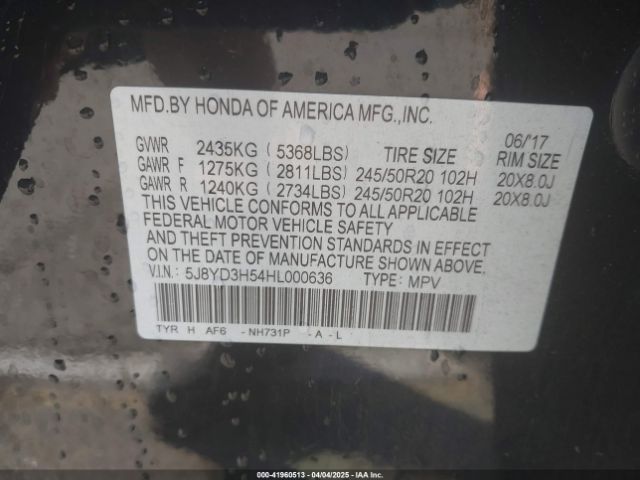 MFD.BY HONDA OF AMERICA MFG.,INC.
06/'17
GVWR 2435KG ( 5368LBS) TIRE SIZE RIM SIZE
GAWR F 1275KG ( 2811LBS) 245/50R20 102H 20X8.0J
GAWR R 1240KG ( 2734LBS) 245/50R20 102H 20X8.0J
THIS VEHICLE CONFORMS TO ALL APPLICABLE
FEDERAL MOTOR VEHICLE SAFETY
AND THEFT PREVENTION STANDARDS IN EFFECT
ON THE DATE OF MANUFACTURE SHOWN ABOVE.
V.I.N.: 5J8YD3H54HL000636 TYPE: MPV
TYR H AF6 -NH731P -A-L
000-41960513 - 04/04/2025 - IAAI.COM